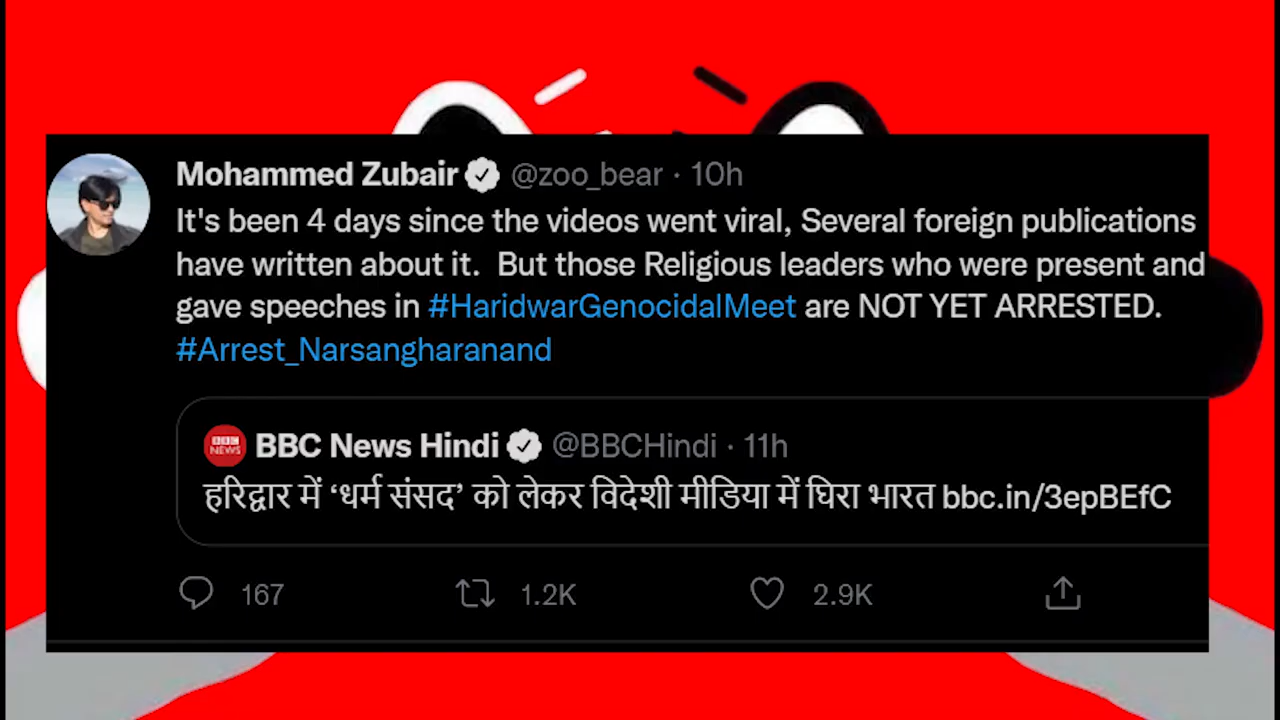 Mohammed Zubair @zoo_bear · 10h
It's been 4 days since the videos went viral, Several foreign publications
have written about it.  But those Religious leaders who were present and
gave speeches in #HaridwarGenocidalMeet are NOT YET ARRESTED.
#Arrest_Narsangharanand
BBC NEWS
BBC News Hindi @BBCHindi · 11h
हरिद्वार में ‘धर्म संसद’ को लेकर विदेशी मीडिया में घिरा भारत bbc.in/3epBEfC
167 1.2K 2.9K